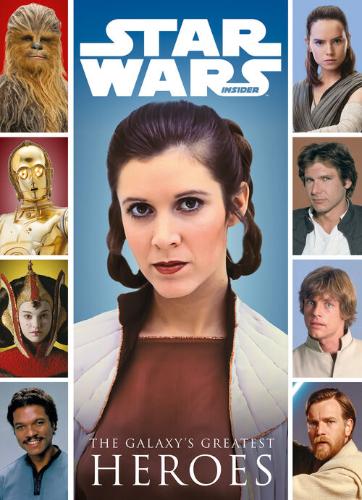 STAR
WARS
INSIDER
THE GALAXY'S GREATEST
HEROES